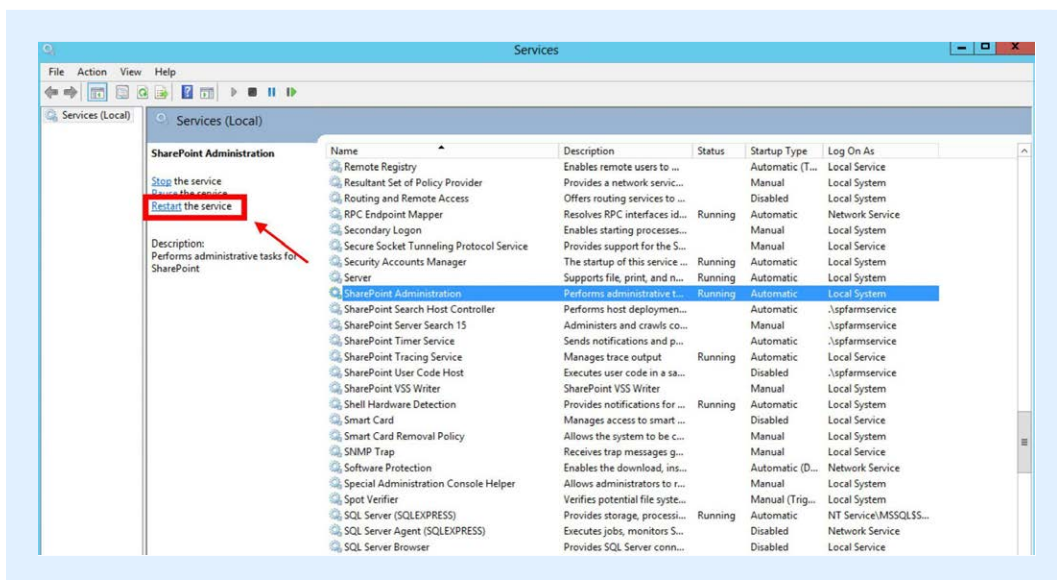 Services
File Action View Help
Services (Local)
Services (Local)
SharePoint Administration
Stop the service
Pause the service
Restart the service
Description:
Performs administrative tasks for
SharePoint
Name Description Status Startup Type Log On As
Remote Registry Enables remote users to ... Automatic (T... Local Service
Resultant Set of Policy Provider Provides a network servic... Manual Local System
Routing and Remote Access Offers routing services to ... Disabled Local System
RPC Endpoint Mapper Resolves RPC interfaces id... Running Automatic Network Service
Secondary Logon Enables starting processes... Manual Local System
Secure Socket Tunneling Protocol Service Provides support for the S... Manual Local Service
Security Accounts Manager The startup of this service ... Running Automatic Local System
Server Supports file, print, and n... Running Automatic Local System
SharePoint Administration Performs administrative t... Running Automatic Local System
SharePoint Search Host Controller Performs host deploymen... Automatic .\spfarmservice
SharePoint Server Search 15 Administers and crawls co... Manual .\spfarmservice
SharePoint Timer Service Sends notifications and p... Automatic .\spfarmservice
SharePoint Tracing Service Manages trace output Running Automatic Local Service
SharePoint User Code Host Executes user code in a sa... Disabled .\spfarmservice
SharePoint VSS Writer SharePoint VSS Writer Manual Local System
Shell Hardware Detection Provides notifications for ... Running Automatic Local System
Smart Card Manages access to smart ... Disabled Local Service
Smart Card Removal Policy Allows the system to be c... Manual Local System
SNMP Trap Receives trap messages g... Manual Local Service
Software Protection Enables the download, ins... Automatic (D... Network Service
Special Administration Console Helper Allows administrators to r... Manual Local System
Spot Verifier Verifies potential file syste... Manual (Trig... Local System
SQL Server (SQLEXPRESS) Provides storage, processi... Running Automatic NT Service\MSSQL$S...
SQL Server Agent (SQLEXPRESS) Executes jobs, monitors S... Disabled Network Service
SQL Server Browser Provides SQL Server conn... Disabled Local Service